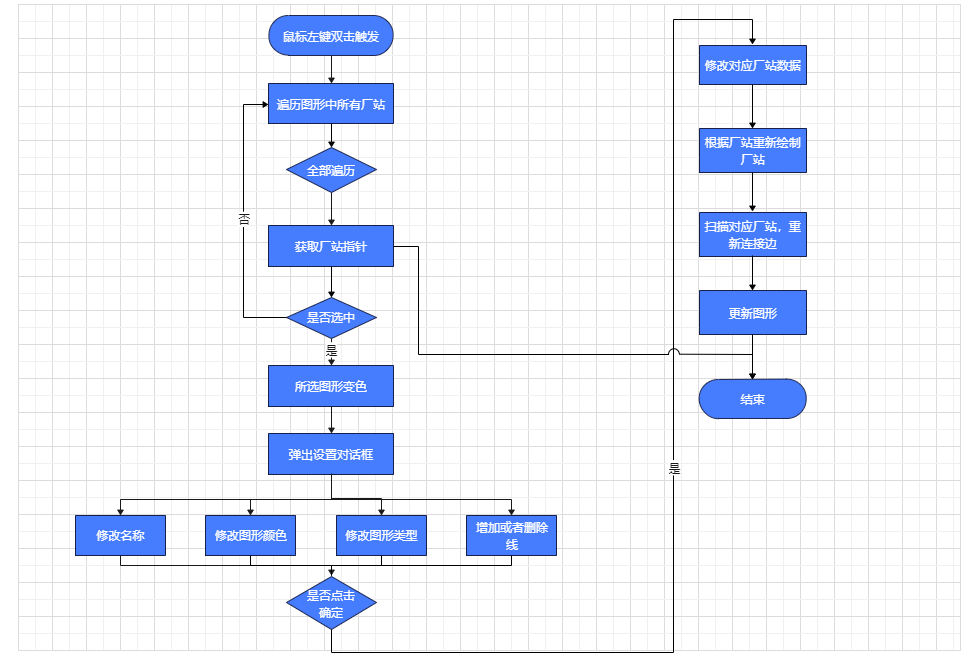 鼠标左键双击触发
遍历图形中所有厂站
全部遍历
否
获取厂站指针
是否选中
是
所选图形变色
弹出设置对话框
修改名称
修改图形颜色
修改图形类型
增加或者删除
线
是否点击
确定
是
修改对应厂站数据
根据厂站重新绘制
厂站
扫描对应厂站，重
新连接边
更新图形
结束